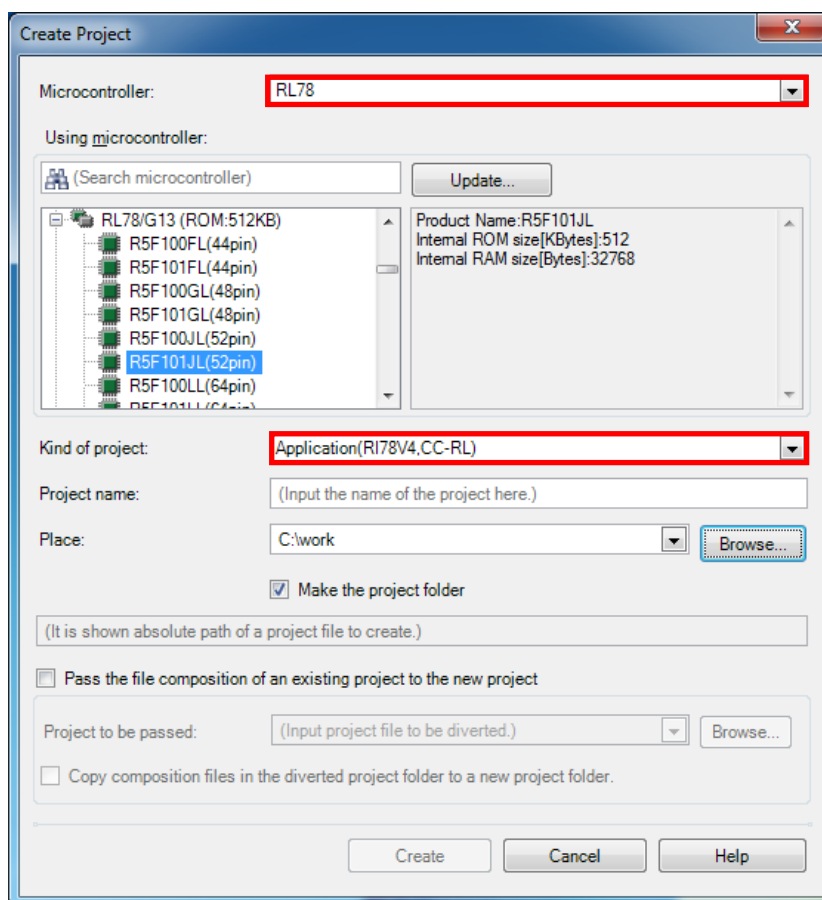 Create Project
Microcontroller: RL78
Using microcontroller:
(Search microcontroller) Update...
RL78/G13 (ROM:512KB)
R5F100FL(44pin)
R5F101FL(44pin)
R5F100GL(48pin)
R5F101GL(48pin)
R5F100JL(52pin)
R5F101JL(52pin)
R5F100LL(64pin)
R5F101LL(64pin)
Product Name:R5F101JL
Internal ROM size[KBytes]:512
Internal RAM size[Bytes]:32768
Kind of project: Application(RI78V4,CC-RL)
Project name: (Input the name of the project here.)
Place: C:\work Browse...
Make the project folder
(It is shown absolute path of a project file to create.)
Pass the file composition of an existing project to the new project
Project to be passed: (Input project file to be diverted.) Browse...
Copy composition files in the diverted project folder to a new project folder.
Create Cancel Help